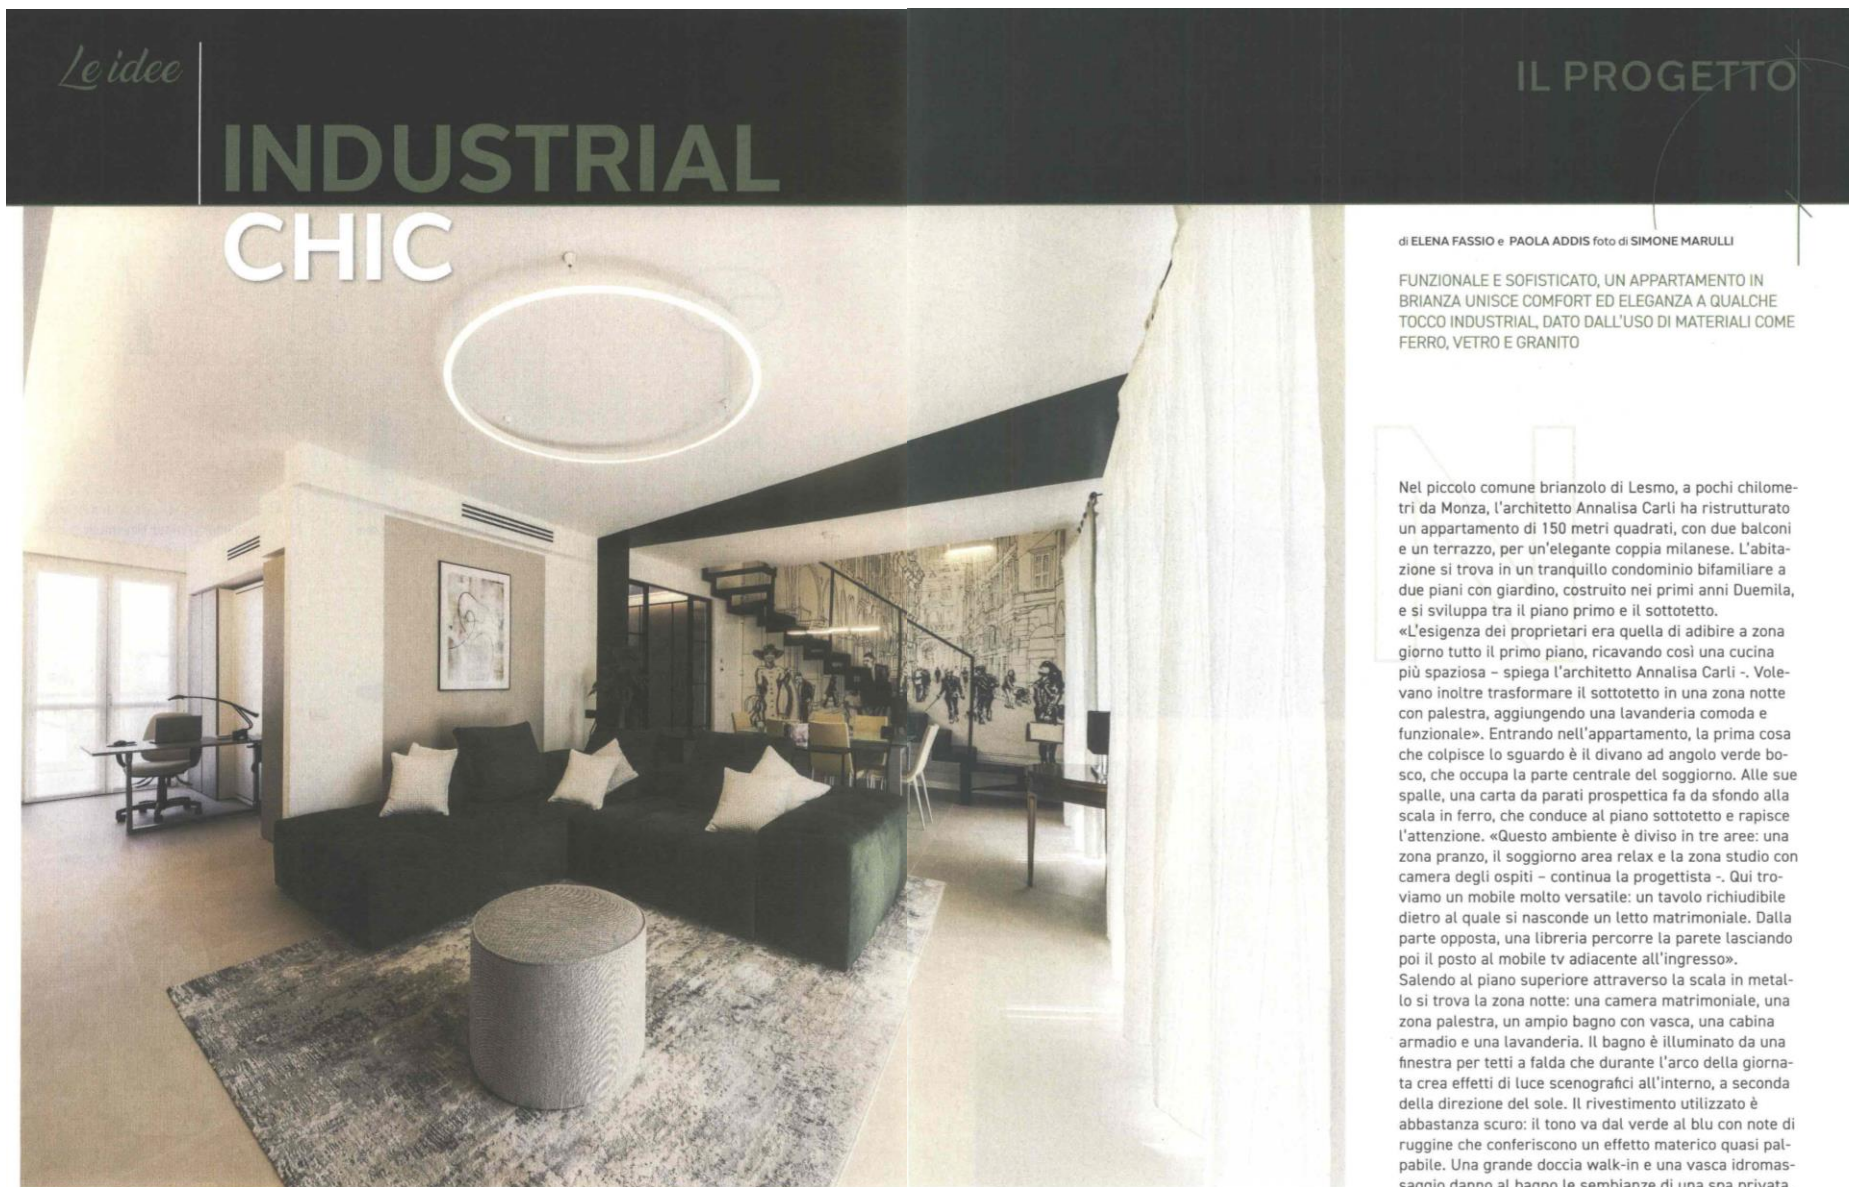 Le idee
IL PROGETTO
INDUSTRIAL
CHIC
di ELENA FASSIO e PAOLA ADDIS foto di SIMONE MARULLI
FUNZIONALE E SOFISTICATO, UN APPARTAMENTO IN
BRIANZA UNISCE COMFORT ED ELEGANZA A QUALCHE
TOCCO INDUSTRIAL, DATO DALL'USO DI MATERIALI COME
FERRO, VETRO E GRANITO
N
Nel piccolo comune brianzolo di Lesmo, a pochi chilome-
tri da Monza, l'architetto Annalisa Carli ha ristrutturato
un appartamento di 150 metri quadrati, con due balconi
e un terrazzo, per un'elegante coppia milanese. L'abita-
zione si trova in un tranquillo condominio bifamiliare a
due piani con giardino, costruito nei primi anni Duemila,
e si sviluppa tra il piano primo e il sottotetto.
«L'esigenza dei proprietari era quella di adibire a zona
giorno tutto il primo piano, ricavando così una cucina
più spaziosa – spiega l'architetto Annalisa Carli -. Vole-
vano inoltre trasformare il sottotetto in una zona notte
con palestra, aggiungendo una lavanderia comoda e
funzionale». Entrando nell'appartamento, la prima cosa
che colpisce lo sguardo è il divano ad angolo verde bo-
sco, che occupa la parte centrale del soggiorno. Alle sue
spalle, una carta da parati prospettica fa da sfondo alla
scala in ferro, che conduce al piano sottotetto e rapisce
l'attenzione. «Questo ambiente è diviso in tre aree: una
zona pranzo, il soggiorno area relax e la zona studio con
camera degli ospiti – continua la progettista -. Qui tro-
viamo un mobile molto versatile: un tavolo richiudibile
dietro al quale si nasconde un letto matrimoniale. Dalla
parte opposta, una libreria percorre la parete lasciando
poi il posto al mobile tv adiacente all'ingresso».
Salendo al piano superiore attraverso la scala in metal-
lo si trova la zona notte: una camera matrimoniale, una
zona palestra, un ampio bagno con vasca, una cabina
armadio e una lavanderia. Il bagno è illuminato da una
finestra per tetti a falda che durante l'arco della giorna-
ta crea effetti di luce scenografici all'interno, a seconda
della direzione del sole. Il rivestimento utilizzato è
abbastanza scuro: il tono va dal verde al blu con note di
ruggine che conferiscono un effetto materico quasi pal-
pabile. Una grande doccia walk-in e una vasca idromas-
saggio danno al bagno le sembianze di una spa privata.